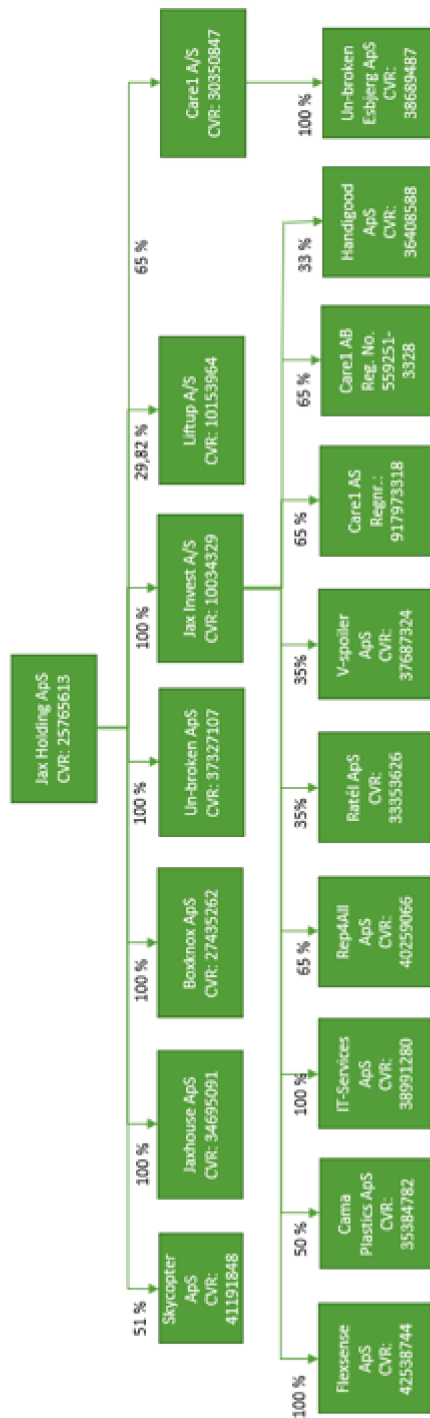 Jax Holding ApS
CVR: 25765613
51 %
100 %
100 %
100 %
100 %
29,82 %
65 %
Skycopter
ApS
CVR:
41191848
Jaxhouse ApS
CVR: 34695091
Boxknox ApS
CVR: 27435262
Un-broken ApS
CVR: 37327107
Jax Invest A/S
CVR: 10034329
Liftup A/S
CVR: 10153964
Care1 A/S
CVR: 30350847
100 %
50 %
100 %
65 %
35%
35%
65 %
65 %
33 %
100 %
Flexsense
ApS
CVR:
42538744
Cama
Plastics ApS
CVR:
35384782
IT-Services
ApS
CVR:
38991280
Rep4All
ApS
CVR:
40259066
Ratél ApS
CVR:
33353626
V-spoiler
ApS
CVR:
37687324
Care1 AS
Regnr.:
917973318
Care1 AB
Reg. No.
559251-
3328
Handigood
ApS
CVR:
36408588
Un-broken
Esbjerg ApS
CVR:
38689487